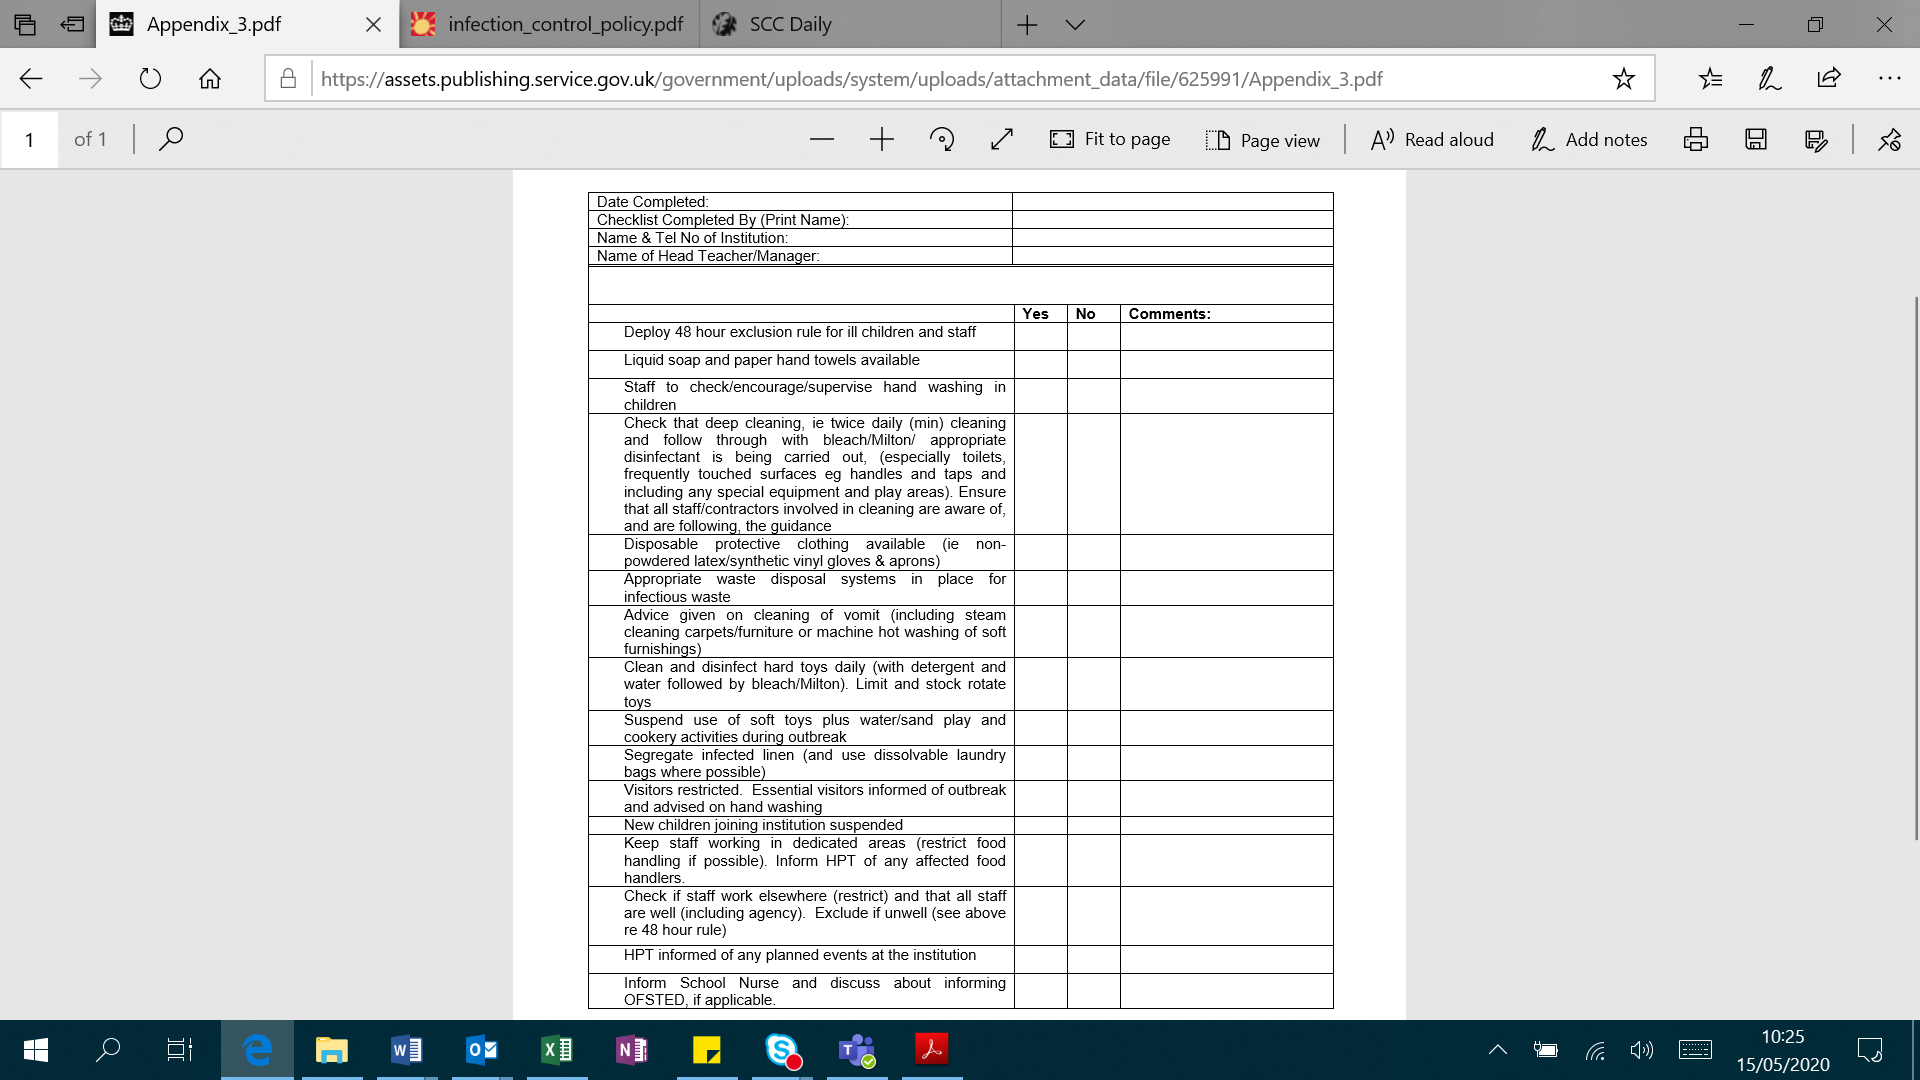 Appendix_3.pdf
infection_control_policy.pdf
SCC Daily
https://assets.publishing.service.gov.uk/government/uploads/system/uploads/attachment_data/file/625991/Appendix_3.pdf
1 of 1
Fit to page
Page view
Read aloud
Add notes
Date Completed:
Checklist Completed By (Print Name):
Name & Tel No of Institution:
Name of Head Teacher/Manager:
Yes No Comments:
Deploy 48 hour exclusion rule for ill children and staff
Liquid soap and paper hand towels available
Staff to check/encourage/supervise hand washing in
children
Check that deep cleaning, ie twice daily (min) cleaning
and follow through with bleach/Milton/ appropriate
disinfectant is being carried out, (especially toilets,
frequently touched surfaces eg handles and taps and
including any special equipment and play areas). Ensure
that all staff/contractors involved in cleaning are aware of,
and are following, the guidance
Disposable protective clothing available (ie non-
powdered latex/synthetic vinyl gloves & aprons)
Appropriate waste disposal systems in place for
infectious waste
Advice given on cleaning of vomit (including steam
cleaning carpets/furniture or machine hot washing of soft
furnishings)
Clean and disinfect hard toys daily (with detergent and
water followed by bleach/Milton). Limit and stock rotate
toys
Suspend use of soft toys plus water/sand play and
cookery activities during outbreak
Segregate infected linen (and use dissolvable laundry
bags where possible)
Visitors restricted. Essential visitors informed of outbreak
and advised on hand washing
New children joining institution suspended
Keep staff working in dedicated areas (restrict food
handling if possible). Inform HPT of any affected food
handlers.
Check if staff work elsewhere (restrict) and that all staff
are well (including agency). Exclude if unwell (see above
re 48 hour rule)
HPT informed of any planned events at the institution
Inform School Nurse and discuss about informing
OFSTED, if applicable.
10:25
15/05/2020